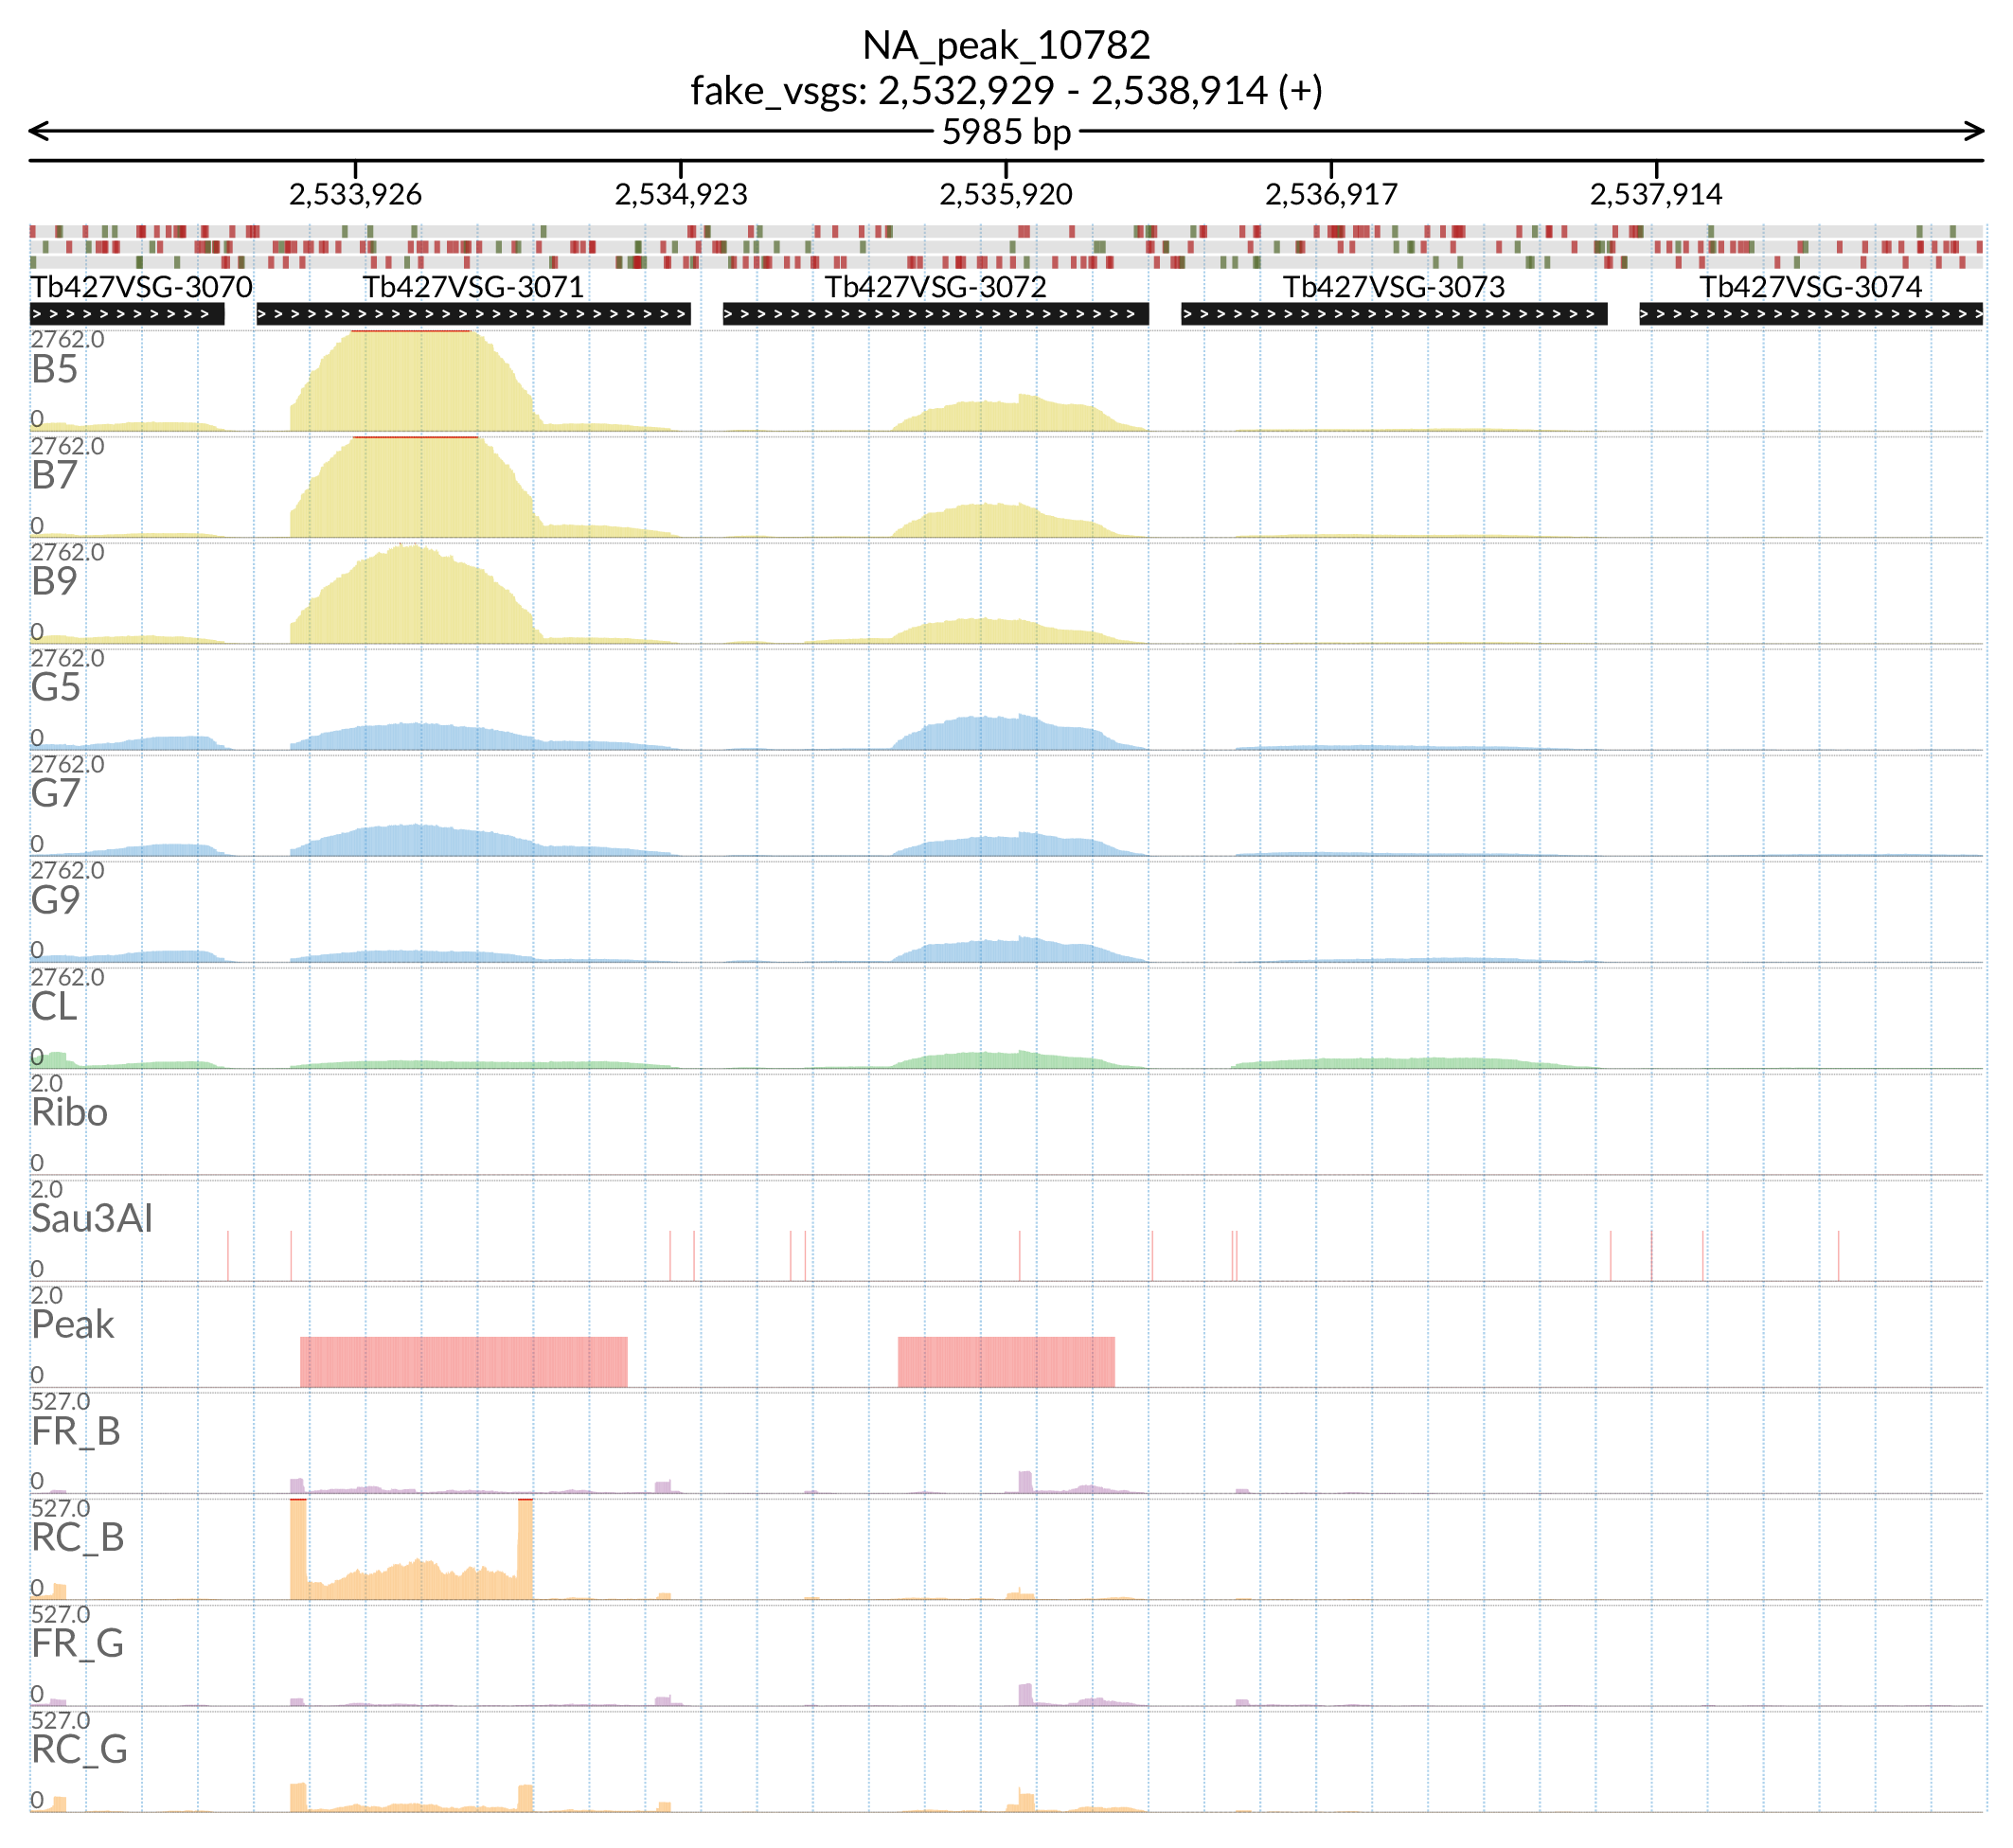 NA_peak_10782
fake_vsgs: 2,532,929 - 2,538,914 (+)
5985 bp
2,533,926 2,534,923 2,535,920 2,536,917 2,537,914
Tb427VSG-3070 Tb427VSG-3071 Tb427VSG-3072 Tb427VSG-3073 Tb427VSG-3074
2762.0
B5
0
2762.0
B7
0
2762.0
B9
0
2762.0
G5
0
2762.0
G7
0
2762.0
G9
0
2762.0
CL
0
2.0
Ribo
0
2.0
Sau3AI
0
2.0
Peak
0
527.0
FR_B
0
527.0
RC_B
0
527.0
FR_G
0
527.0
RC_G
0